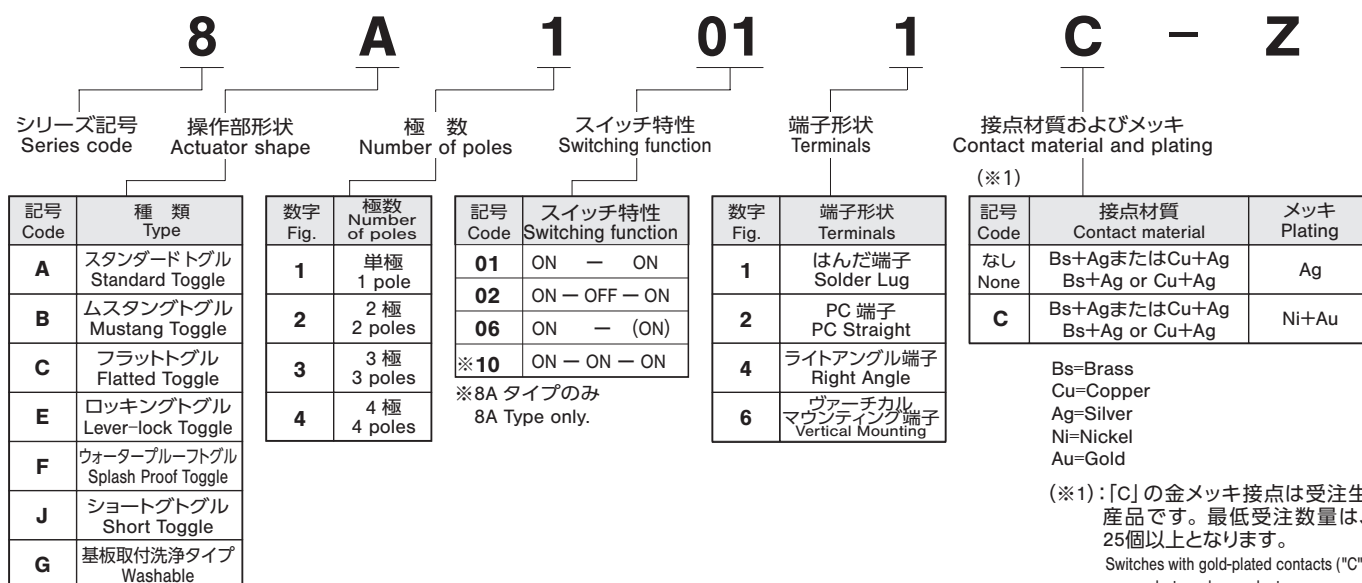 8 A 1 01 1 C － Z
シリーズ記号
Series code
操作部形状
Actuator shape
極　数
Number of poles
スイッチ特性
Switching function
端子形状
Terminals
接点材質およびメッキ
Contact material and plating
(※1)
記号 種　類
Code Type
A スタンダードトグル
Standard Toggle
B ムスタングトグル
Mustang Toggle
C フラットトグル
Flatted Toggle
E ロッキングトグル
Lever-lock Toggle
F ウォータープルーフトグル
Splash Proof Toggle
J ショートグトグル
Short Toggle
G 基板取付洗浄タイプ
Washable
数字 極数
Fig. Number
of poles
1 単極
1 pole
2 2 極
2 poles
3 3 極
3 poles
4 4 極
4 poles
記号 スイッチ特性
Code Switching function
01 ON － ON
02 ON － OFF － ON
06 ON － (ON)
※10 ON － ON － ON
※8A タイプのみ
8A Type only.
数字 端子形状
Fig. Terminals
1 はんだ端子
Solder Lug
2 PC 端子
PC Straight
4 ライトアングル端子
Right Angle
6 ヴァーチカル
マウンティング端子
Vertical Mounting
記号 接点材質 メッキ
Code Contact material Plating
なし Bs+AgまたはCu+Ag Ag
None Bs+Ag or Cu+Ag
C Bs+AgまたはCu+Ag Ni+Au
Bs+Ag or Cu+Ag
Bs=Brass
Cu=Copper
Ag=Silver
Ni=Nickel
Au=Gold
(※1)：「C」の金メッキ接点は受注生
産品です。最低受注数量は、
25個以上となります。
Switches with gold-plated contacts ("C"